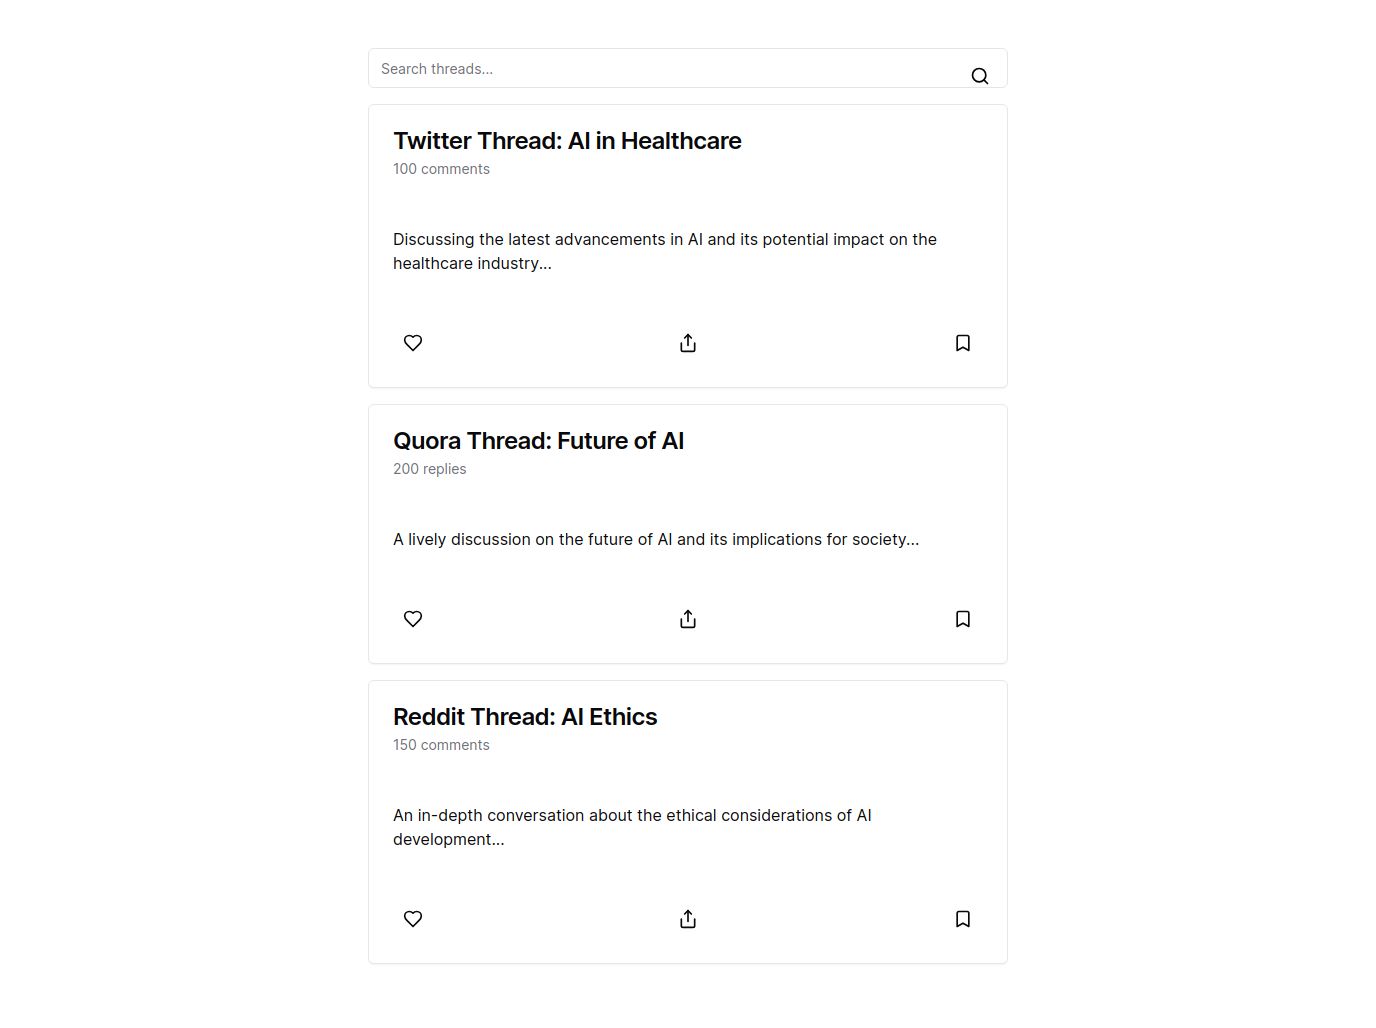 Search threads...
Twitter Thread: AI in Healthcare
100 comments
Discussing the latest advancements in AI and its potential impact on the
healthcare industry...
Quora Thread: Future of AI
200 replies
A lively discussion on the future of AI and its implications for society...
Reddit Thread: AI Ethics
150 comments
An in-depth conversation about the ethical considerations of AI
development...